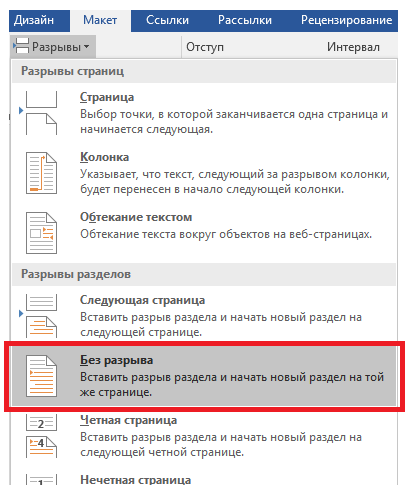 Дизайн Макет Ссылки Рассылки Рецензирование
Разрывы Отступ Интервал
Разрывы страниц
Страница
Выбор точки, в которой заканчивается одна страница и
начинается следующая.
Колонка
Указывает, что текст, следующий за разрывом колонки,
будет перенесен в начало следующей колонки.
Обтекание текстом
Обтекание текста вокруг объектов на веб-страницах.
Разрывы разделов
Следующая страница
Вставить разрыв раздела и начать новый раздел на
следующей странице.
Без разрыва
Вставить разрыв раздела и начать новый раздел на той
же странице.
2
4
Четная страница
Вставить разрыв раздела и начать новый раздел на
следующей четной странице.
1
Нечетная страница